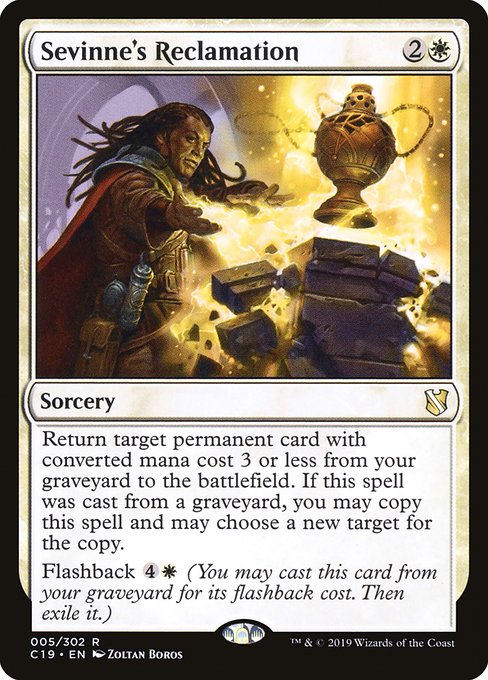 Sevinne's Reclamation 2
Sorcery
Return target permanent card with
converted mana cost 3 or less from your
graveyard to the battlefield. If this spell
was cast from a graveyard, you may copy
this spell and may choose a new target for
the copy.
Flashback 4 (You may cast this card from
your graveyard for its flashback cost. Then
exile it.)
005/302 R
C19 • EN Zoltan Boros
™ & © 2019 Wizards of the Coast